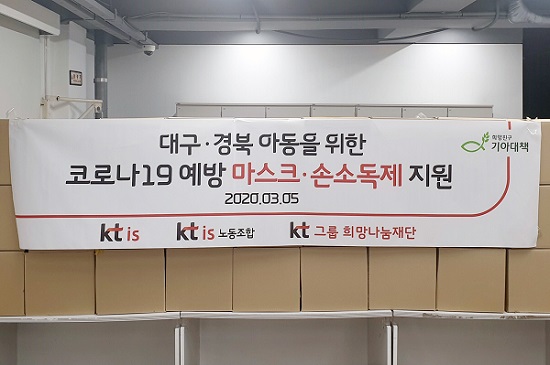 대구·경북 아동을 위한
희망친구
기아대책
코로나19 예방 마스크·손소독제 지원
2020.03.05
kt is
kt is 노동조합
kt 그룹 희망나눔재단